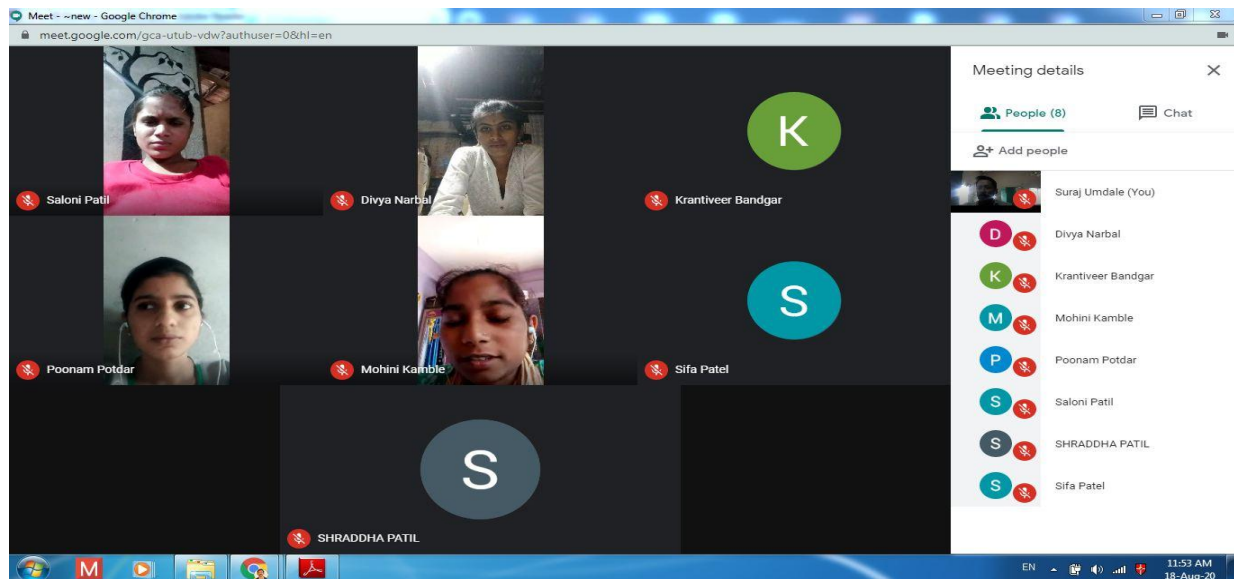 Meet - ~new - Google Chrome
meet.google.com/gca-utub-vdw?authuser=0&hl=en
Saloni Patil
Divya Narbal
K
Krantiveer Bandgar
Poonam Potdar
Mohini Kamble
S
Sifa Patel
S
SHRADDHA PATIL
Meeting details
People (8)
Chat
Add people
Suraj Umdale (You)
D
Divya Narbal
K
Krantiveer Bandgar
M
Mohini Kamble
P
Poonam Potdar
S
Saloni Patil
S
SHRADDHA PATIL
S
Sifa Patel
M
EN
11:53 AM
18-Aug-20